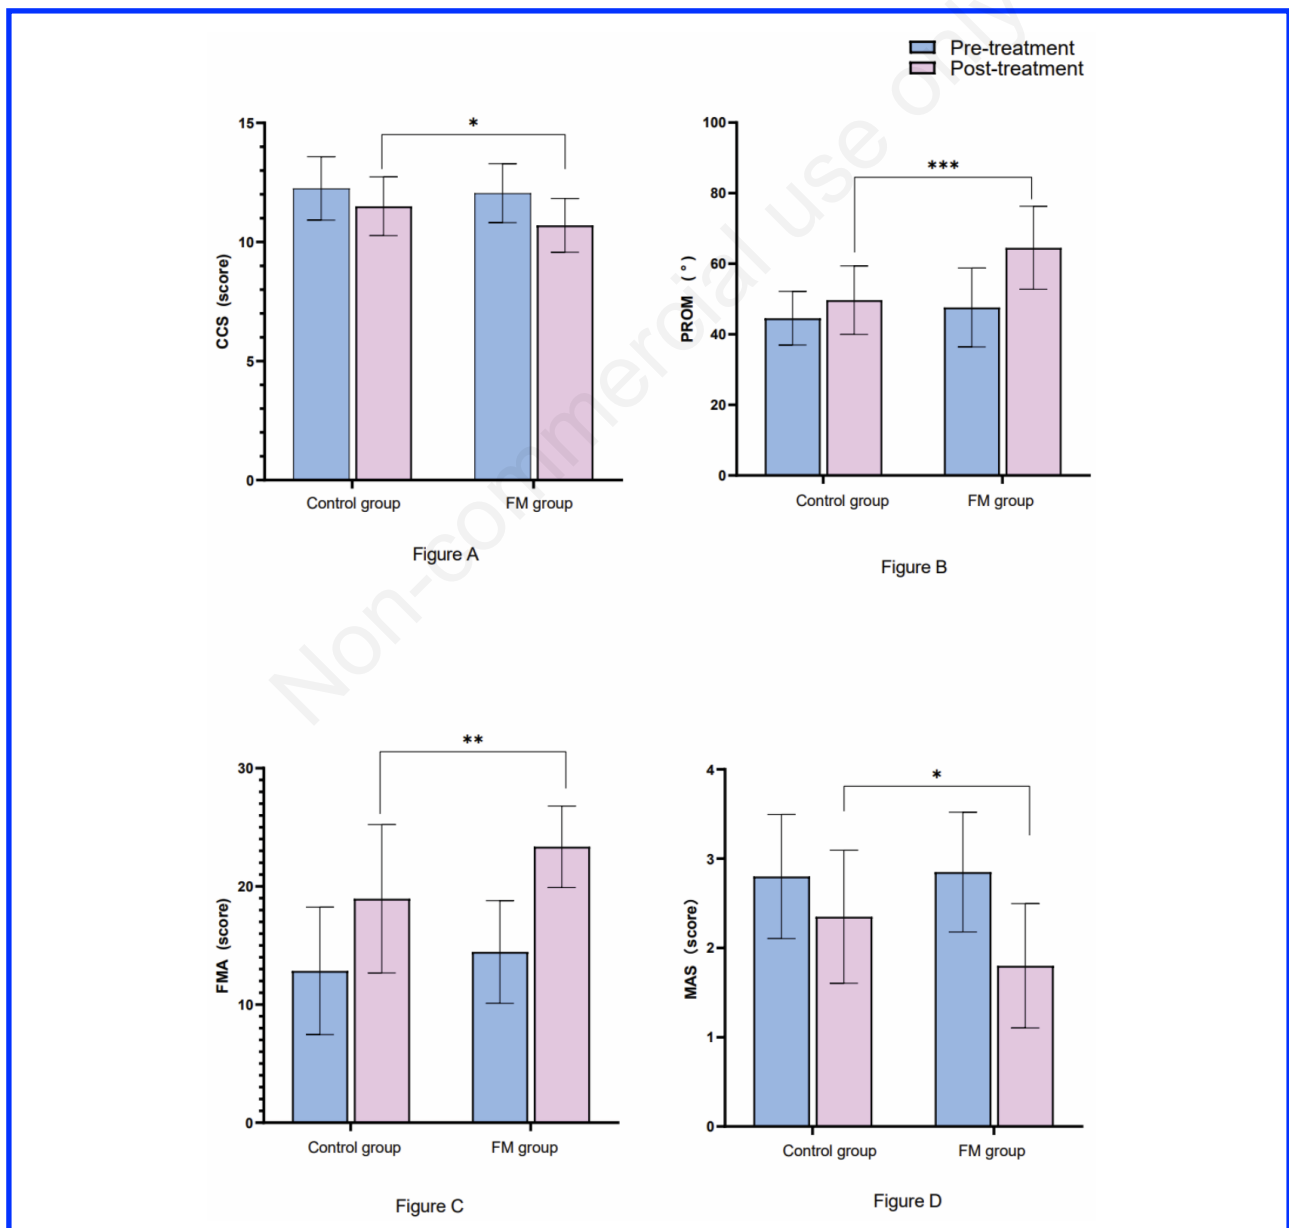 Pre-treatment
Post-treatment
15
10
5
0
CCS (score)
*
Control group
FM group
Figure A
100
80
60
40
20
0
PROM (°)
***
Control group
FM group
Figure B
30
20
10
0
FMA (score)
**
Control group
FM group
Figure C
4
3
2
1
0
MAS (score)
*
Control group
FM group
Figure D
Non-commercial use only